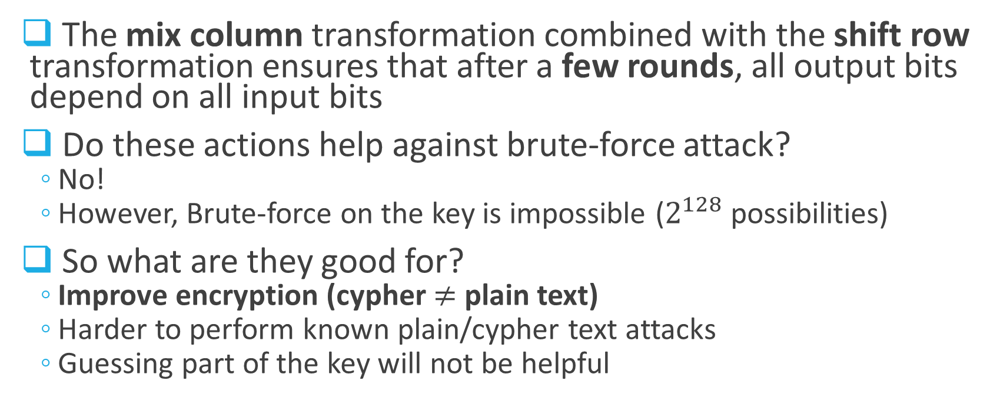 ❑ The mix column transformation combined with the shift row
transformation ensures that after a few rounds, all output bits
depend on all input bits
❑ Do these actions help against brute-force attack?
◦ No!
◦ However, Brute-force on the key is impossible (2¹²⁸ possibilities)
❑ So what are they good for?
◦ Improve encryption (cypher ≠ plain text)
◦ Harder to perform known plain/cypher text attacks
◦ Guessing part of the key will not be helpful